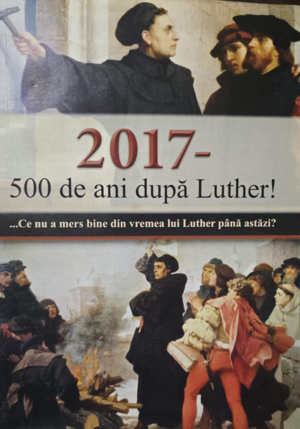 2017-
500 de ani după Luther!
...Ce nu a mers bine din vremea lui Luther până astăzi?